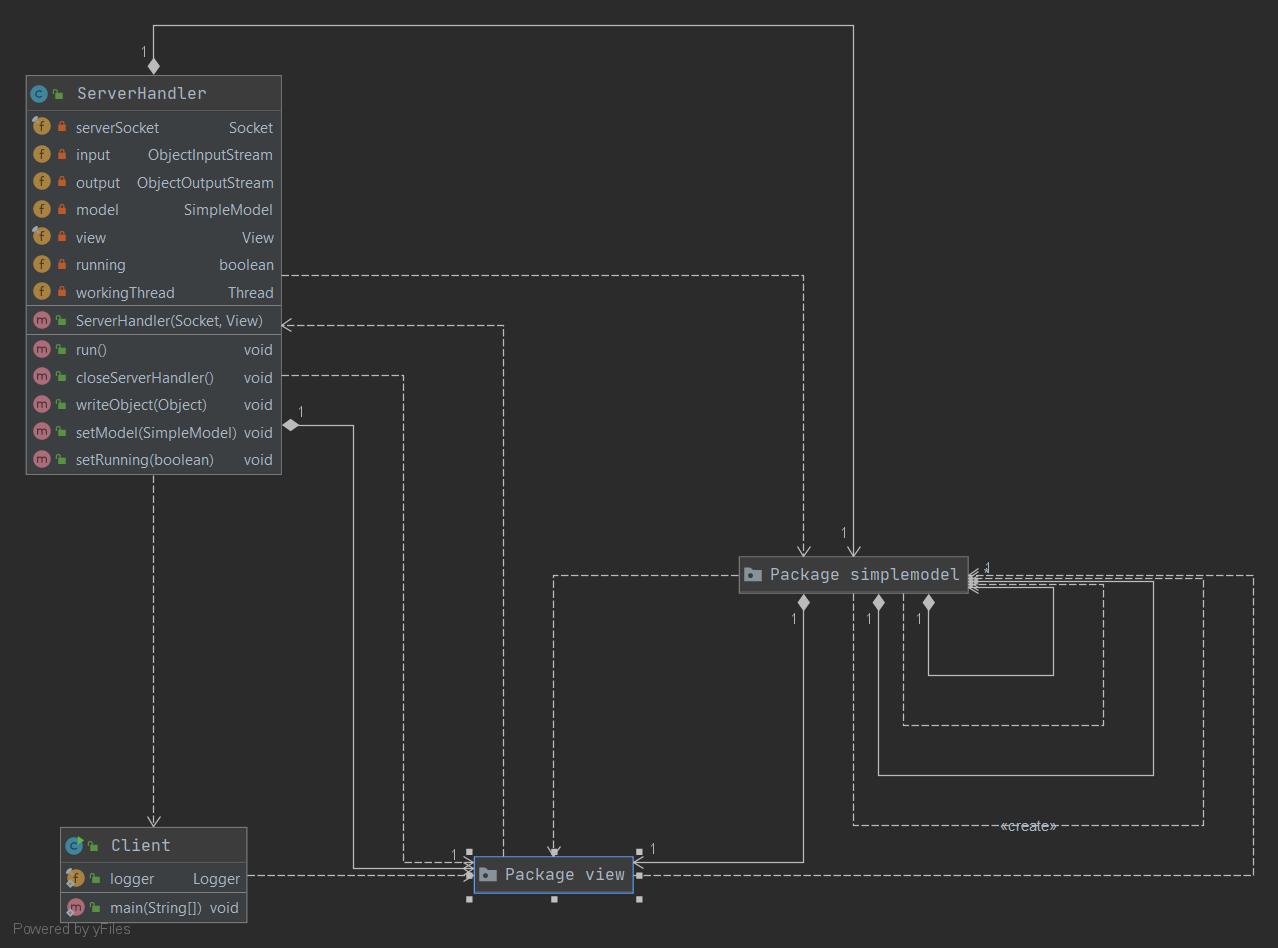 1
ServerHandler
serverSocket Socket
input ObjectInputStream
output ObjectOutputStream
model SimpleModel
view View
running boolean
workingThread Thread
ServerHandler(Socket, View)
run() void
closeServerHandler() void
writeObject(Object) void
1
setModel(SimpleModel) void
setRunning(boolean) void
1
Package simplemodel
1
1
1
1
«create»
Client
logger Logger
main(String[]) void
1
Package view
1
Powered by yFiles